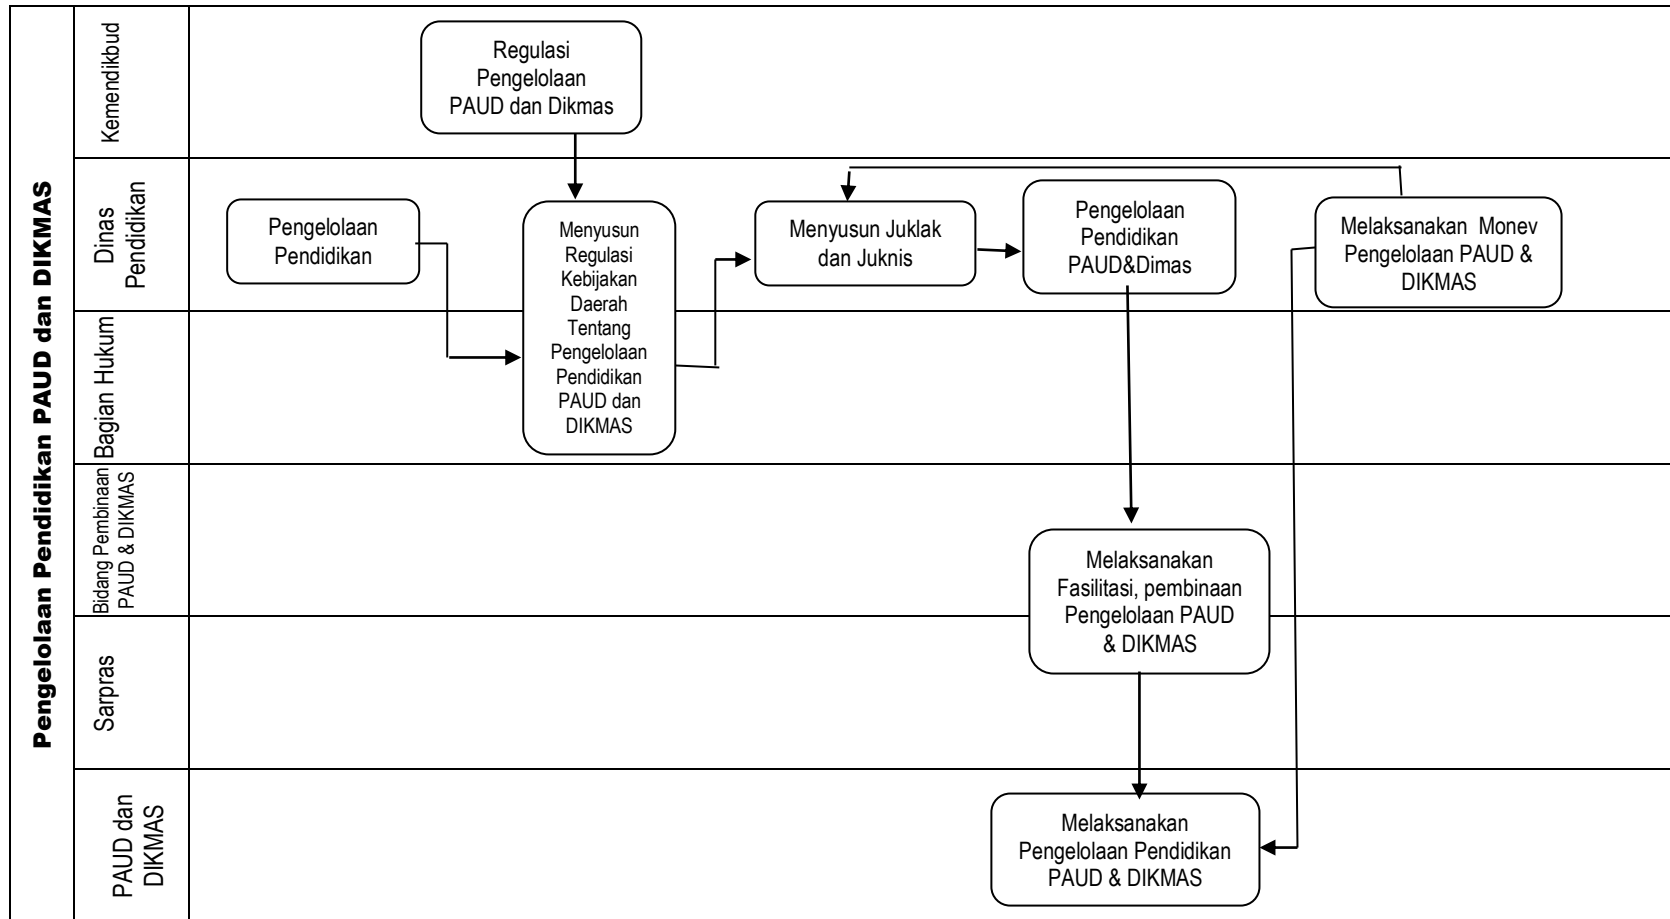 Pengelolaan Pendidikan PAUD dan DIKMAS
Kemendikbud
Regulasi
Pengelolaan
PAUD dan Dikmas
Dinas
Pendidikan
Pengelolaan
Pendidikan
Menyusun
Regulasi
Kebijakan
Daerah
Tentang
Pengelolaan
Pendidikan
PAUD dan
DIKMAS
Menyusun Juklak
dan Juknis
Pengelolaan
Pendidikan
PAUD&Dimas
Melaksanakan Monev
Pengelolaan PAUD &
DIKMAS
Bagian Hukum
Bidang Pembinaan
PAUD & DIKMAS
Melaksanakan
Fasilitasi, pembinaan
Pengelolaan PAUD
& DIKMAS
Sarpras
PAUD dan
DIKMAS
Melaksanakan
Pengelolaan Pendidikan
PAUD & DIKMAS